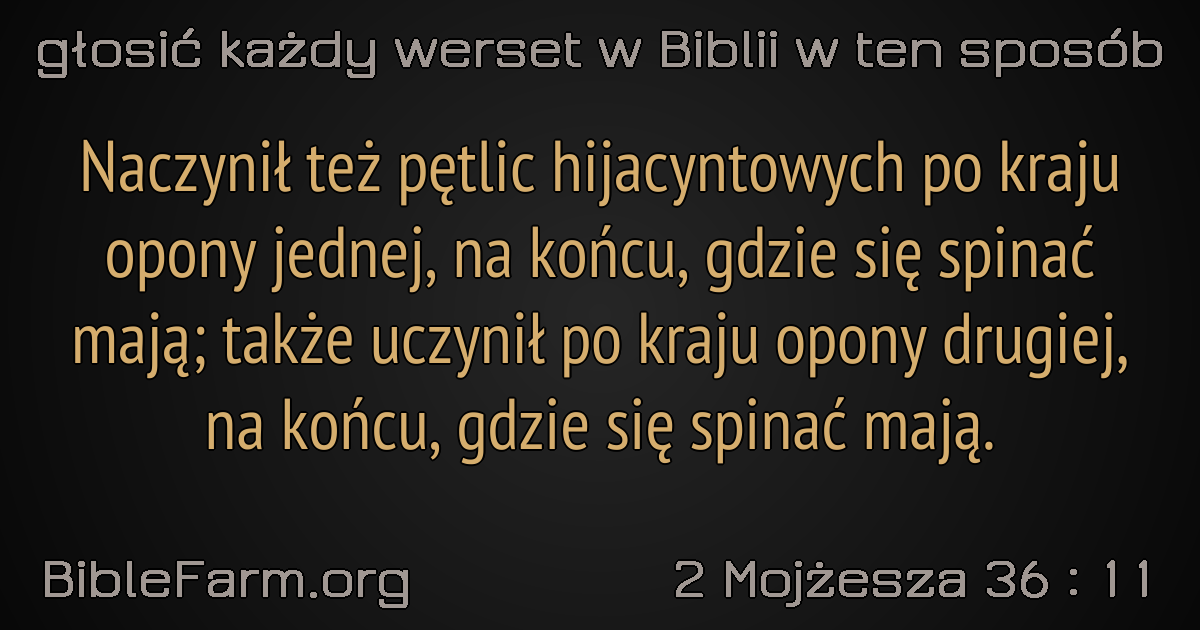 głosić każdy werset w Biblii w ten sposób
Naczynił też pętlic hijacyntowych po kraju
opony jednej, na końcu, gdzie się spinać
mają; także uczynił po kraju opony drugiej,
na końcu, gdzie się spinać mają.
BibleFarm.org
2 Mojżesza 36 : 11